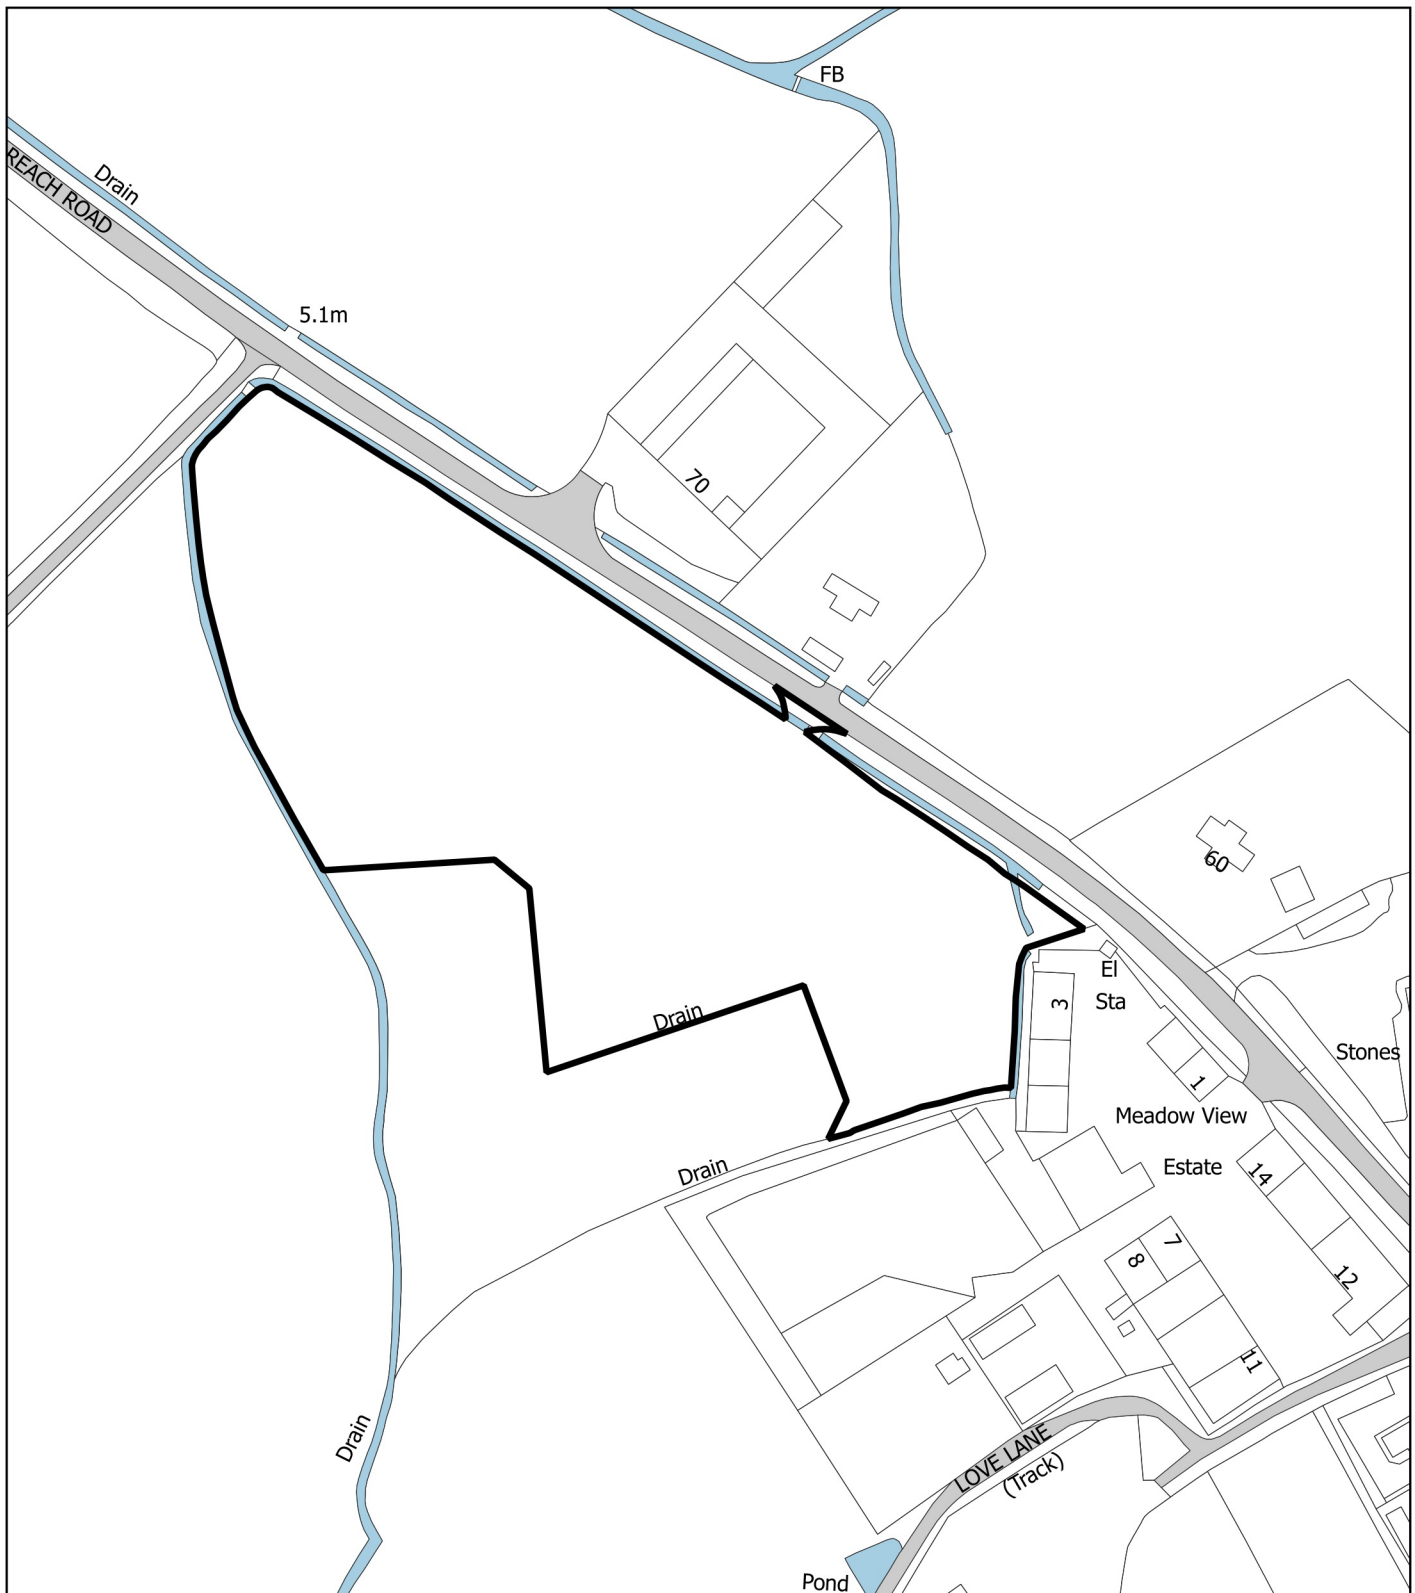 FB
Drain
REACH ROAD
5.1m
70
60
El
Sta
3
Stones
1
Meadow View
Estate
14
Drain
Drain
7
8
12
11
Drain
LOVE LANE
(Track)
Pond